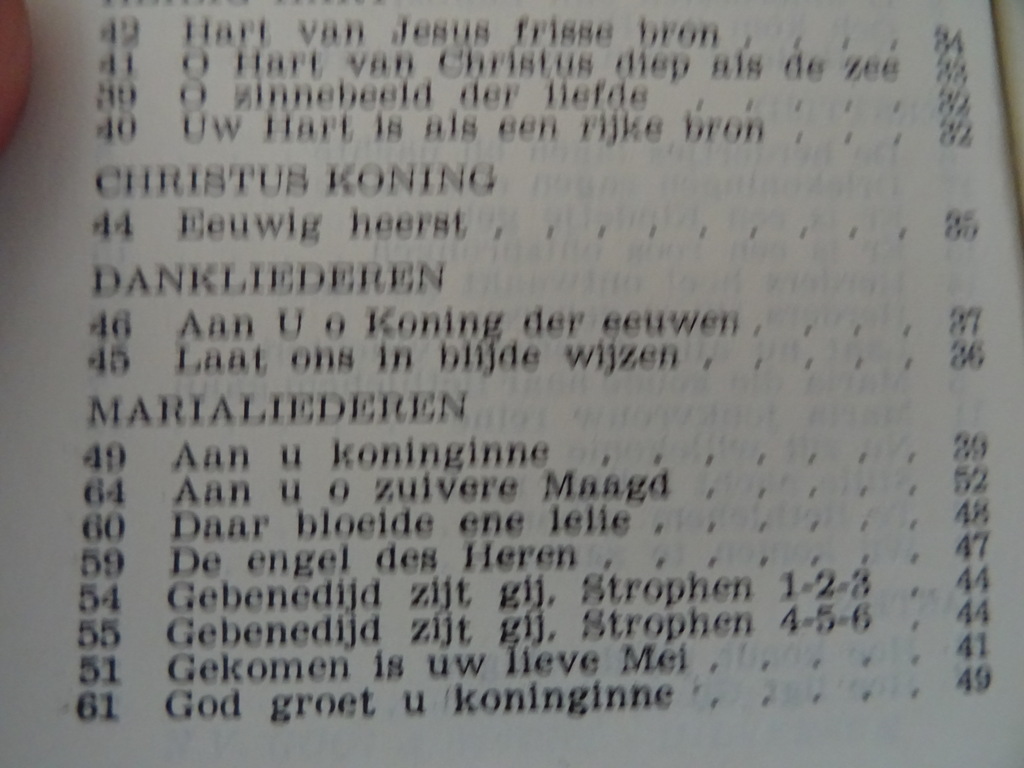 HEILIG HART
42 Hart van Jesus frisse bron , , , , 34
41 O Hart van Christus diep als de zee 33
39 O zinnebeeld der liefde , , , , , 32
40 Uw Hart is als een rijke bron , , , 32
CHRISTUS KONING
44 Eeuwig heerst , , , , , , , , , 35
DANKLIEDEREN
46 Aan U o Koning der eeuwen , , , , 37
45 Laat ons in blijde wijzen , , , , , 36
MARIALIEDEREN
49 Aan u koninginne , , , , , , , 39
64 Aan u o zuivere Maagd , , , , , 52
60 Daar bloeide ene lelie , , , , , , 48
59 De engel des Heren , , , , , , , 47
54 Gebenedijd zijt gij. Strophen 1-2-3 , 44
55 Gebenedijd zijt gij. Strophen 4-5-6 , 44
51 Gekomen is uw lieve Mei , , , , , 41
61 God groet u koninginne , , , , , 49